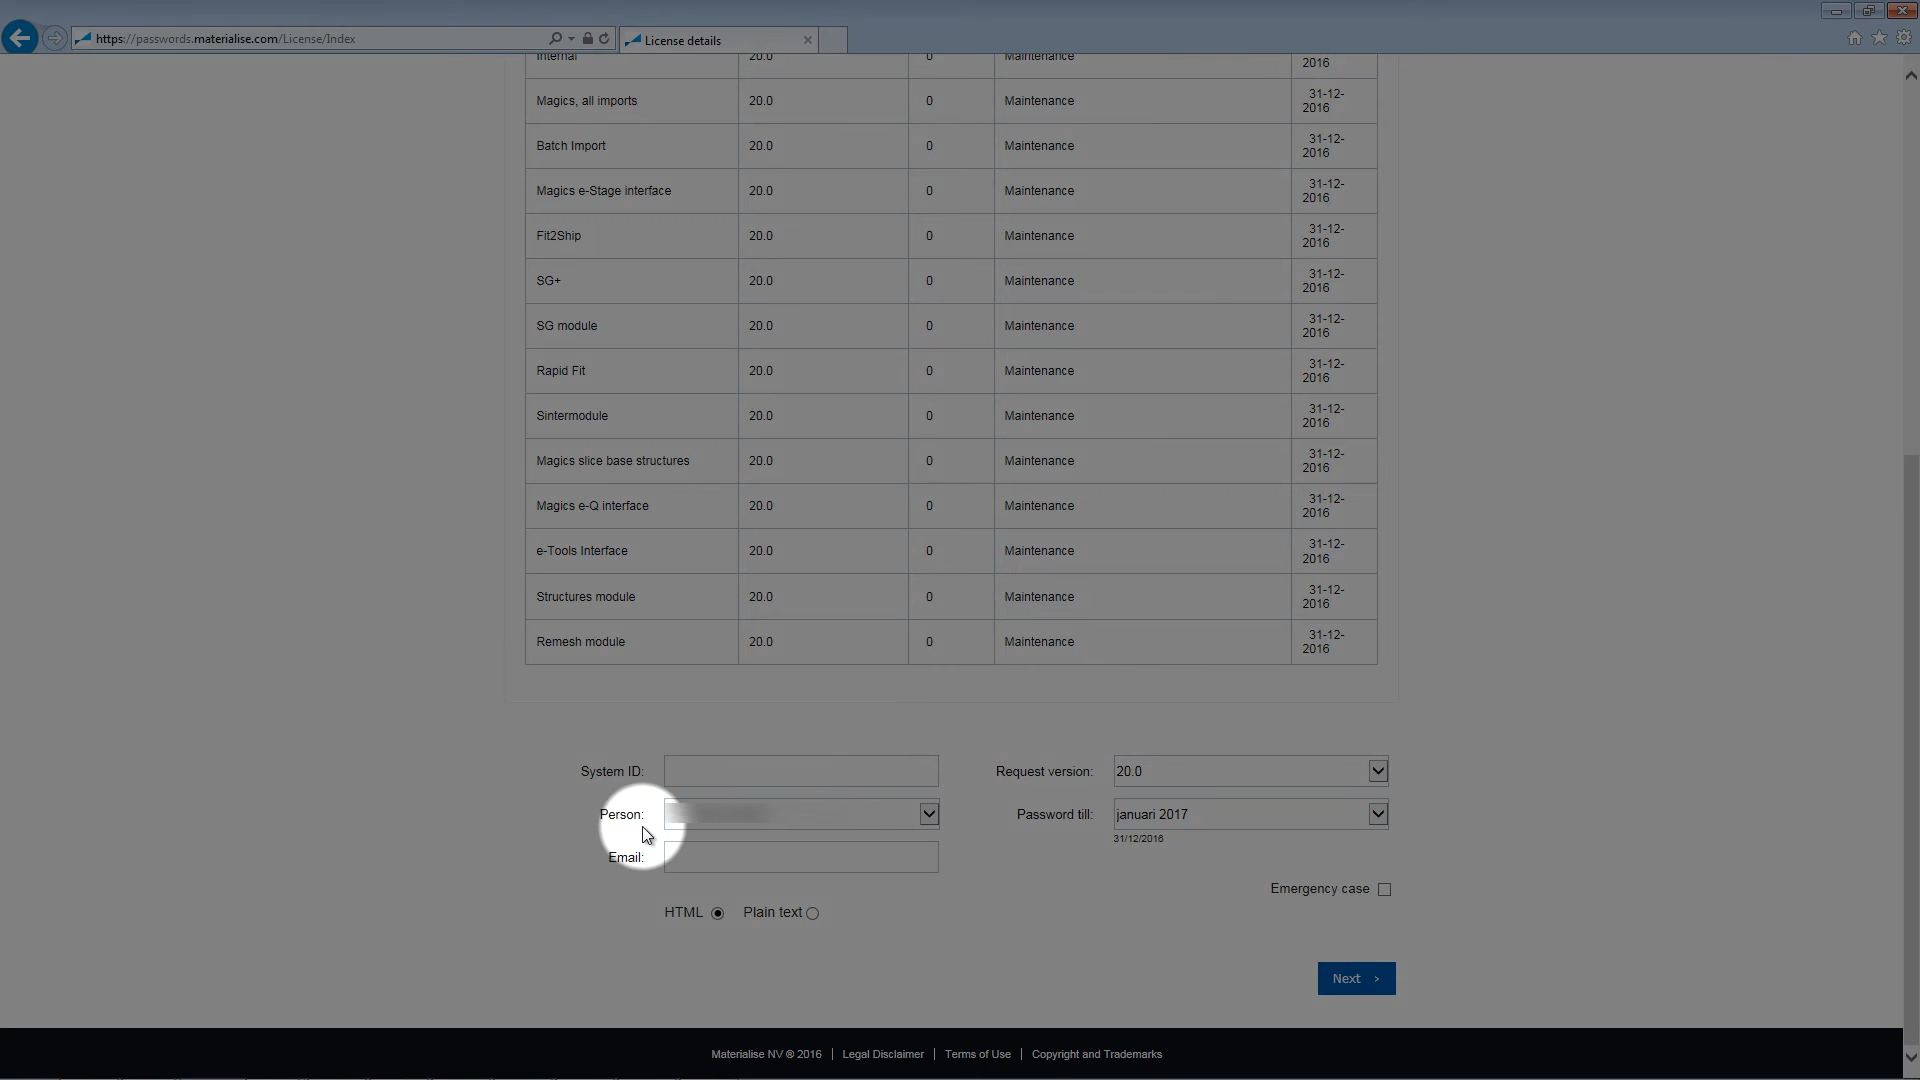 https://passwords.materialise.com/License/Index
License details
Internal 20.0 0 Maintenance 2016
Magics, all imports 20.0 0 Maintenance 31-12-
2016
Batch Import 20.0 0 Maintenance 31-12-
2016
Magics e-Stage interface 20.0 0 Maintenance 31-12-
2016
Fit2Ship 20.0 0 Maintenance 31-12-
2016
SG+ 20.0 0 Maintenance 31-12-
2016
SG module 20.0 0 Maintenance 31-12-
2016
Rapid Fit 20.0 0 Maintenance 31-12-
2016
Sintermodule 20.0 0 Maintenance 31-12-
2016
Magics slice base structures 20.0 0 Maintenance 31-12-
2016
Magics e-Q interface 20.0 0 Maintenance 31-12-
2016
e-Tools Interface 20.0 0 Maintenance 31-12-
2016
Structures module 20.0 0 Maintenance 31-12-
2016
Remesh module 20.0 0 Maintenance 31-12-
2016
System ID: Request version: 20.0
Person: Password till: januari 2017
31/12/2016
Email:
Emergency case
HTML Plain text
Next >
Materialise NV ® 2016 | Legal Disclaimer | Terms of Use | Copyright and Trademarks